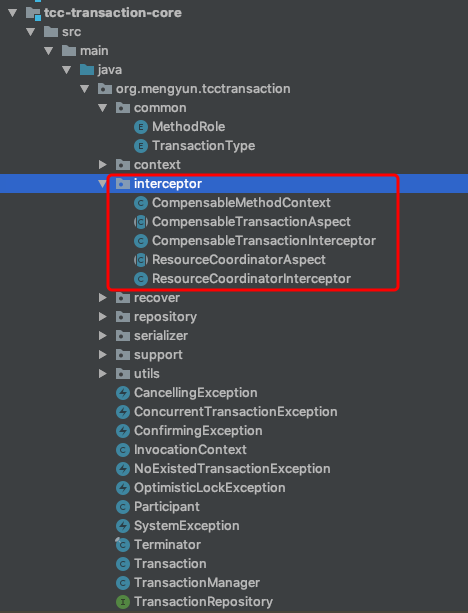 tcc-transaction-core
src
main
java
org.mengyun.tcctransaction
common
MethodRole
TransactionType
context
interceptor
CompensableMethodContext
CompensableTransactionAspect
CompensableTransactionInterceptor
ResourceCoordinatorAspect
ResourceCoordinatorInterceptor
recover
repository
serializer
support
utils
CancellingException
ConcurrentTransactionException
ConfirmingException
InvocationContext
NoExistedTransactionException
OptimisticLockException
Participant
SystemException
Terminator
Transaction
TransactionManager
TransactionRepository